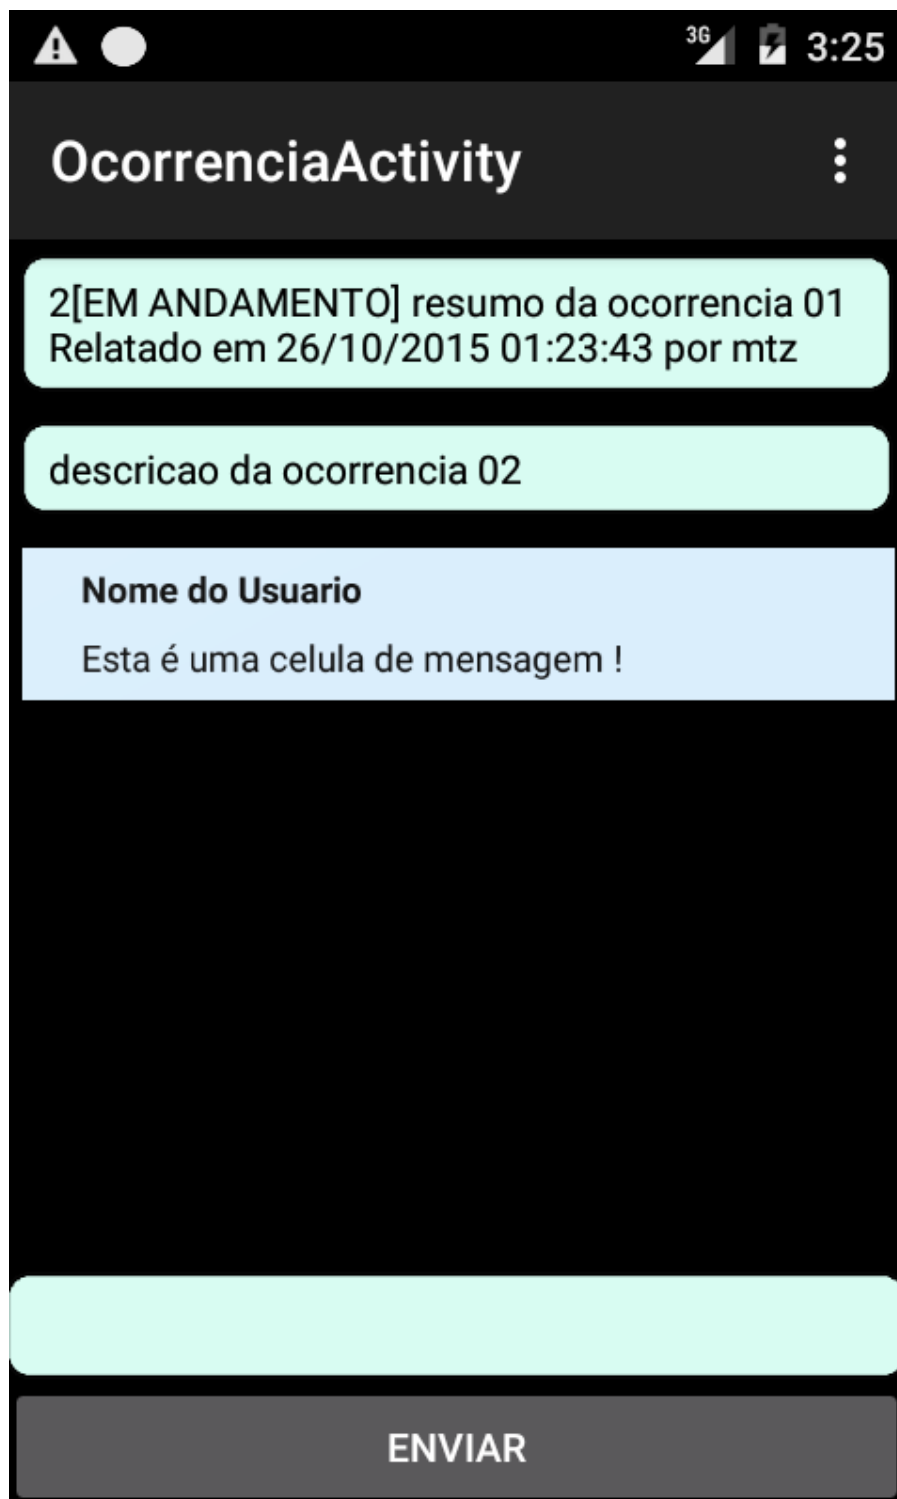 3G 3:25
OcorrenciaActivity
2[EM ANDAMENTO] resumo da ocorrencia 01
Relatado em 26/10/2015 01:23:43 por mtz
descricao da ocorrencia 02
Nome do Usuario
Esta é uma celula de mensagem !
ENVIAR